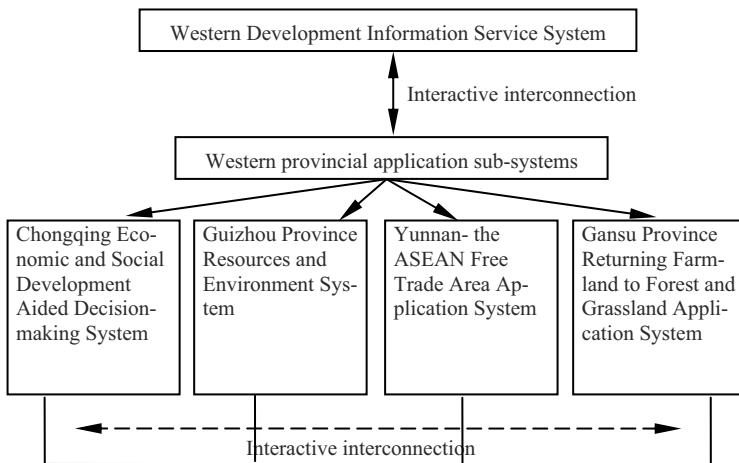 Western Development Information Service System
Interactive interconnection
Western provincial application sub-systems
Chongqing Eco-
nomic and Social
Development
Aided Decision-
making System
Guizhou Province
Resources and
Environment Sys-
tem
Yunnan- the
ASEAN Free
Trade Area Ap-
plication System
Gansu Province
Returning Farm-
land to Forest and
Grassland Appli-
cation System
Interactive interconnection